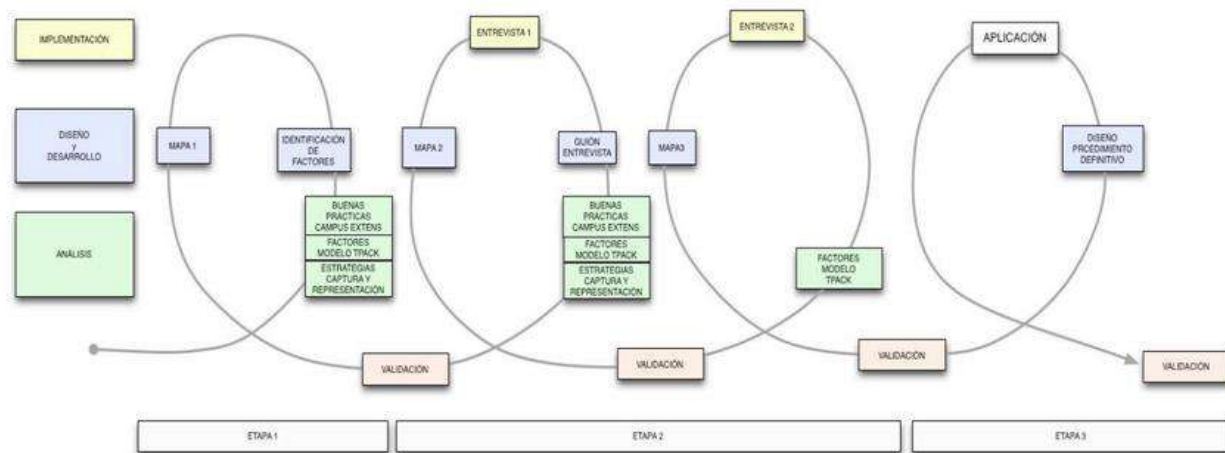 IMPLEMENTACIÓN
DISEÑO
y
DESARROLLO
ANÁLISIS
MAPA 1
IDENTIFICACIÓN
DE
FACTORES
BUENAS
PRÁCTICAS
CAMPUS EXTENS
FACTORES
MODELO TPACK
ESTRATEGIAS
CAPTURA Y
REPRESENTACIÓN
VALIDACIÓN
ENTREVISTA 1
MAPA 2
GUIÓN
ENTREVISTA
BUENAS
PRÁCTICAS
CAMPUS EXTENS
FACTORES
MODELO TPACK
ESTRATEGIAS
CAPTURA Y
REPRESENTACIÓN
VALIDACIÓN
ENTREVISTA 2
MAPA3
FACTORES
MODELO
TPACK
VALIDACIÓN
APLICACIÓN
DISEÑO
PRCEDIMIENTO
DEFINITIVO
VALIDACIÓN
ETAPA 1
ETAPA 2
ETAPA 3